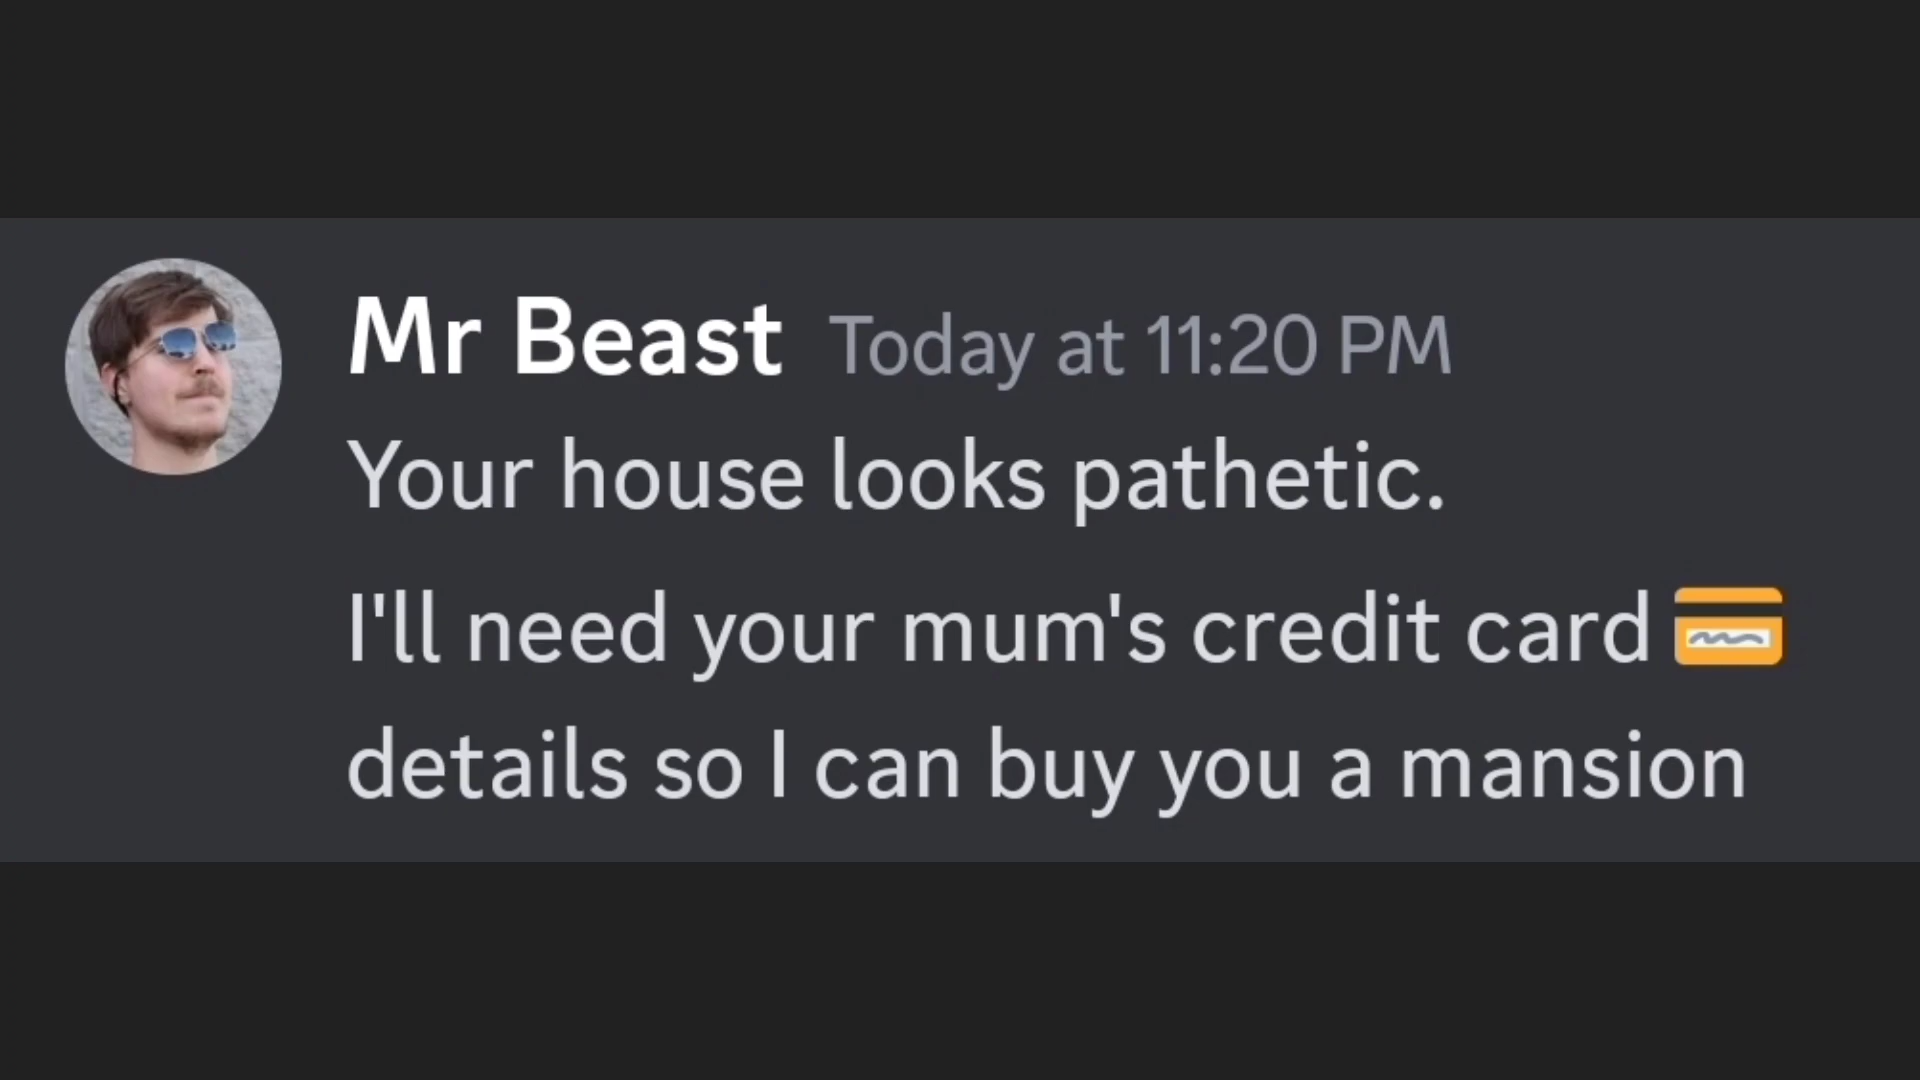 Mr Beast Today at 11:20 PM
Your house looks pathetic.
I'll need your mum's credit card 💳
details so I can buy you a mansion